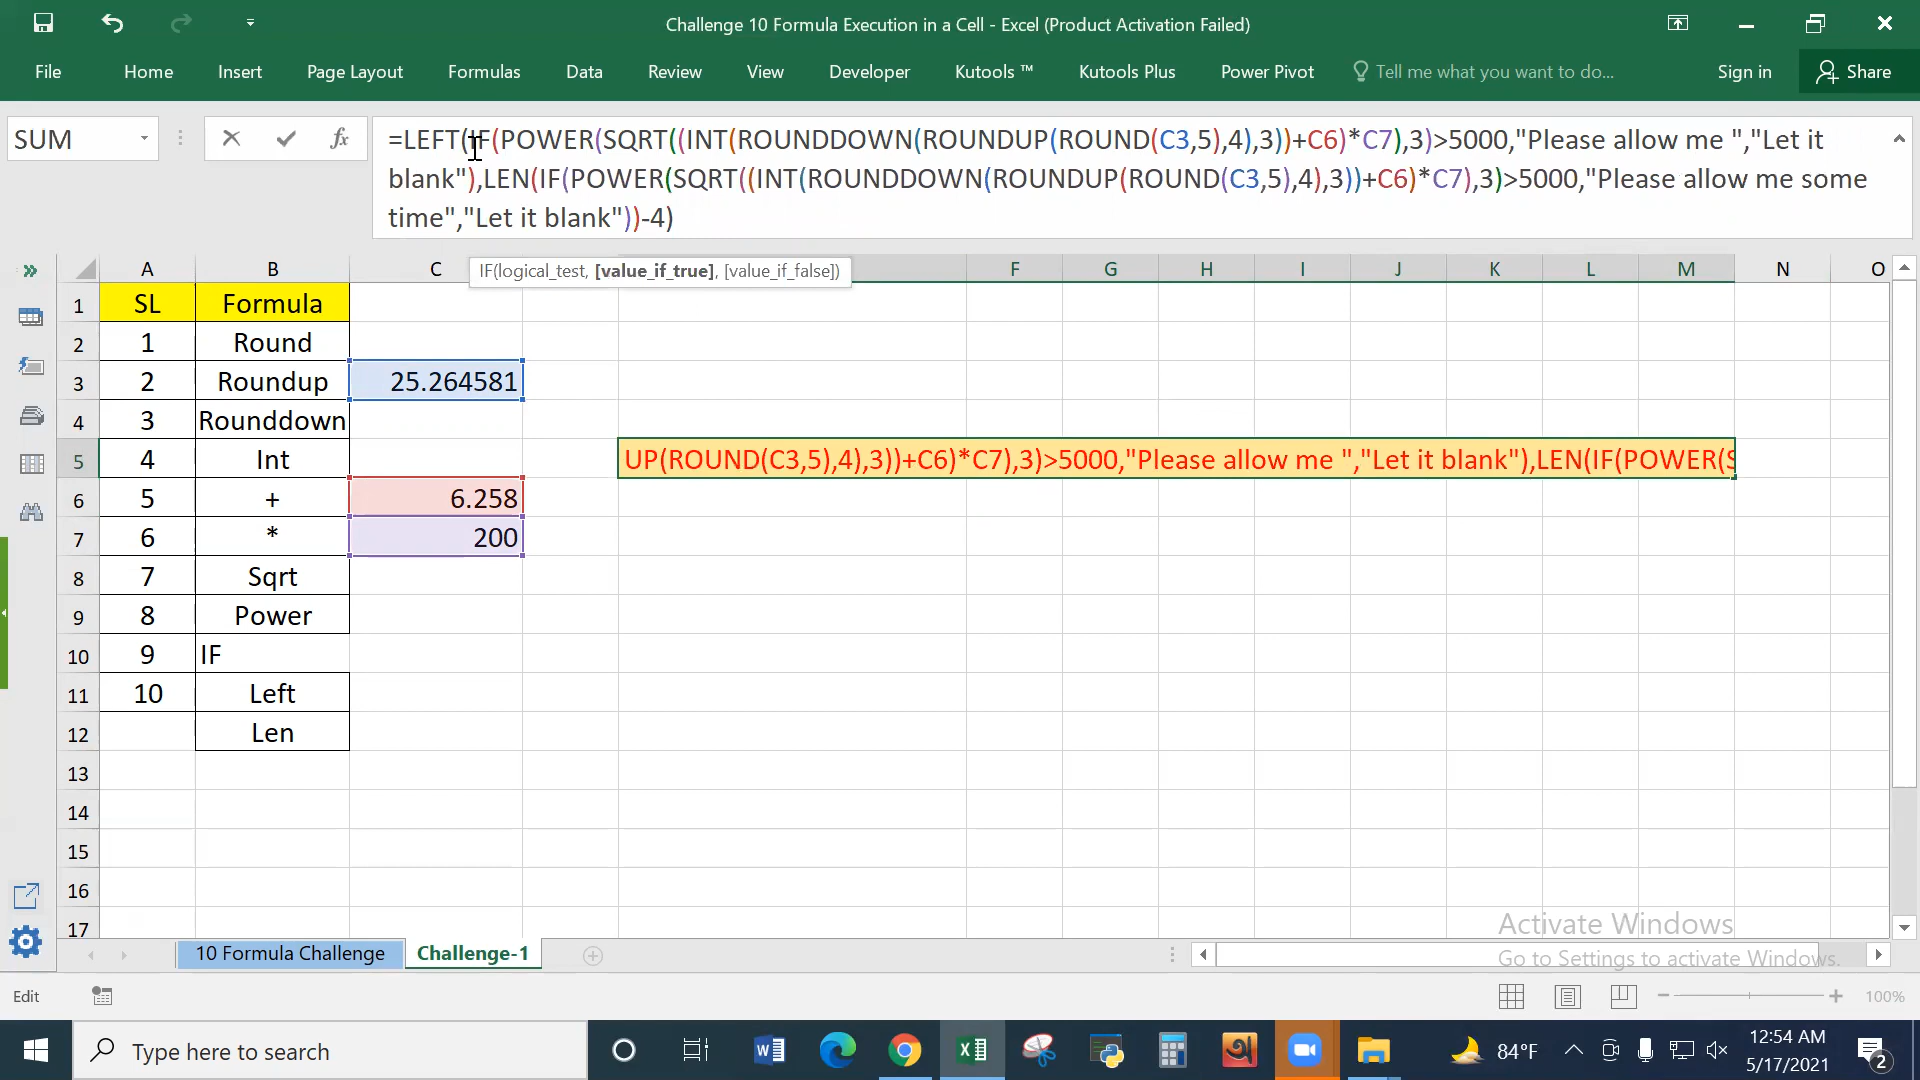 Challenge 10 Formula Execution in a Cell - Excel (Product Activation Failed)
File Home Insert Page Layout Formulas Data Review View Developer Kutools ™ Kutools Plus Power Pivot Tell me what you want to do... Sign in Share
SUM
fx
=LEFT(IF(POWER(SQRT((INT(ROUNDDOWN(ROUNDUP(ROUND(C3,5),4),3))+C6)*C7),3)>5000,"Please allow me ","Let it
blank"),LEN(IF(POWER(SQRT((INT(ROUNDDOWN(ROUNDUP(ROUND(C3,5),4),3))+C6)*C7),3)>5000,"Please allow me some
time","Let it blank"))-4)
A B C F G H I J K L M N O
IF(logical_test, [value_if_true], [value_if_false])
1 SL Formula
2 1 Round
3 2 Roundup 25.264581
4 3 Rounddown
5 4 Int UP(ROUND(C3,5),4),3))+C6)*C7),3)>5000,"Please allow me ","Let it blank"),LEN(IF(POWER(S
6 5 + 6.258
7 6 * 200
8 7 Sqrt
9 8 Power
10 9 IF
11 10 Left
12 Len
13
14
15
16
17
Activate Windows
Go to Settings to activate Windows.
10 Formula Challenge Challenge-1
Edit 100%
Type here to search
84°F
12:54 AM
5/17/2021
2